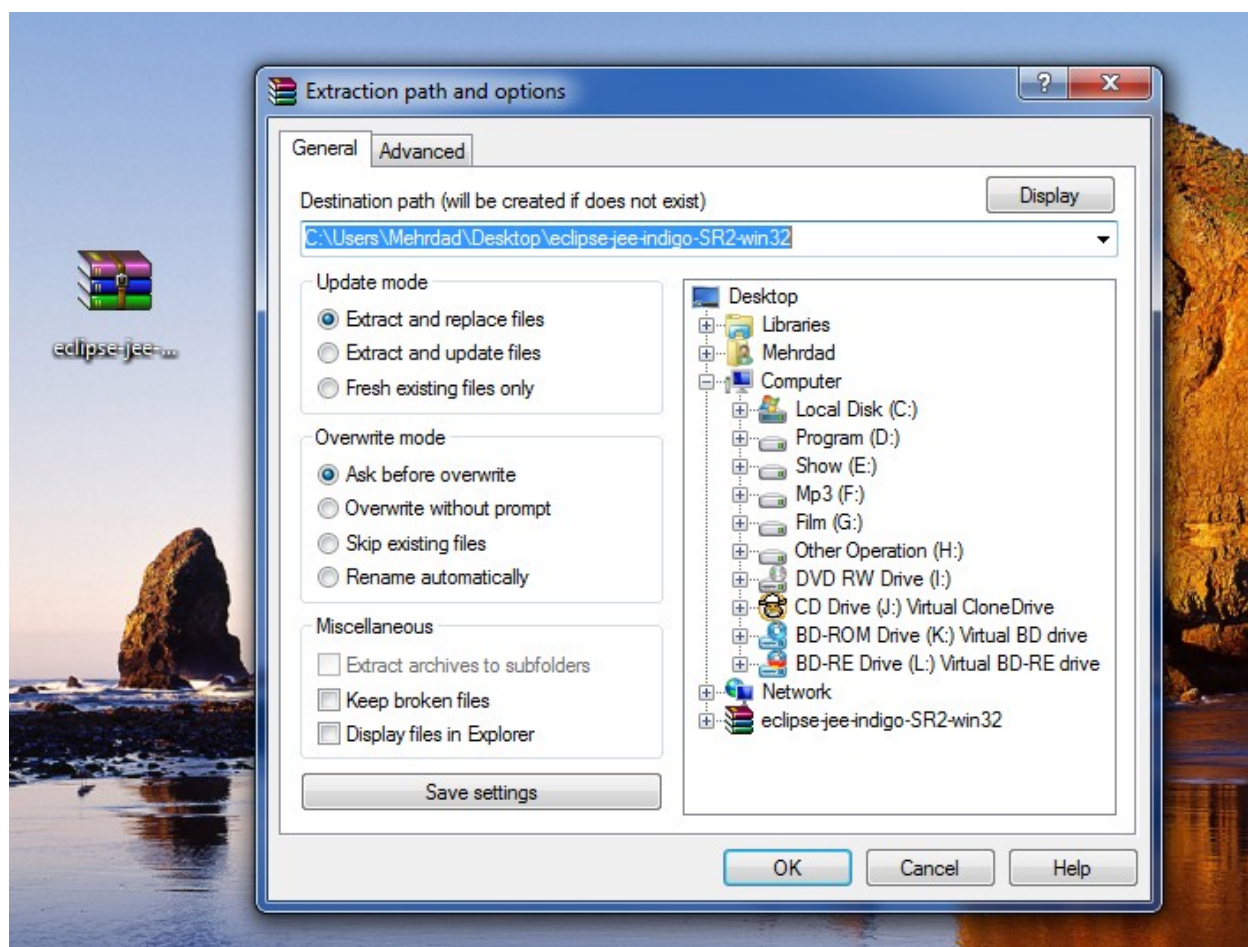 Extraction path and options
?
X
General
Advanced
Destination path (will be created if does not exist)
Display
C:\Users\Mehrdad\Desktop\eclipse-jee-indigo-SR2-win32
Update mode
Extract and replace files
Extract and update files
Fresh existing files only
Overwrite mode
Ask before overwrite
Overwrite without prompt
Skip existing files
Rename automatically
Miscellaneous
Extract archives to subfolders
Keep broken files
Display files in Explorer
Save settings
Desktop
Libraries
Mehrdad
Computer
Local Disk (C:)
Program (D:)
Show (E:)
Mp3 (F:)
Film (G:)
Other Operation (H:)
DVD RW Drive (I:)
CD Drive (J:) Virtual CloneDrive
BD-ROM Drive (K:) Virtual BD drive
BD-RE Drive (L:) Virtual BD-RE drive
Network
eclipse-jee-indigo-SR2-win32
OK
Cancel
Help
eclipse-jee-...